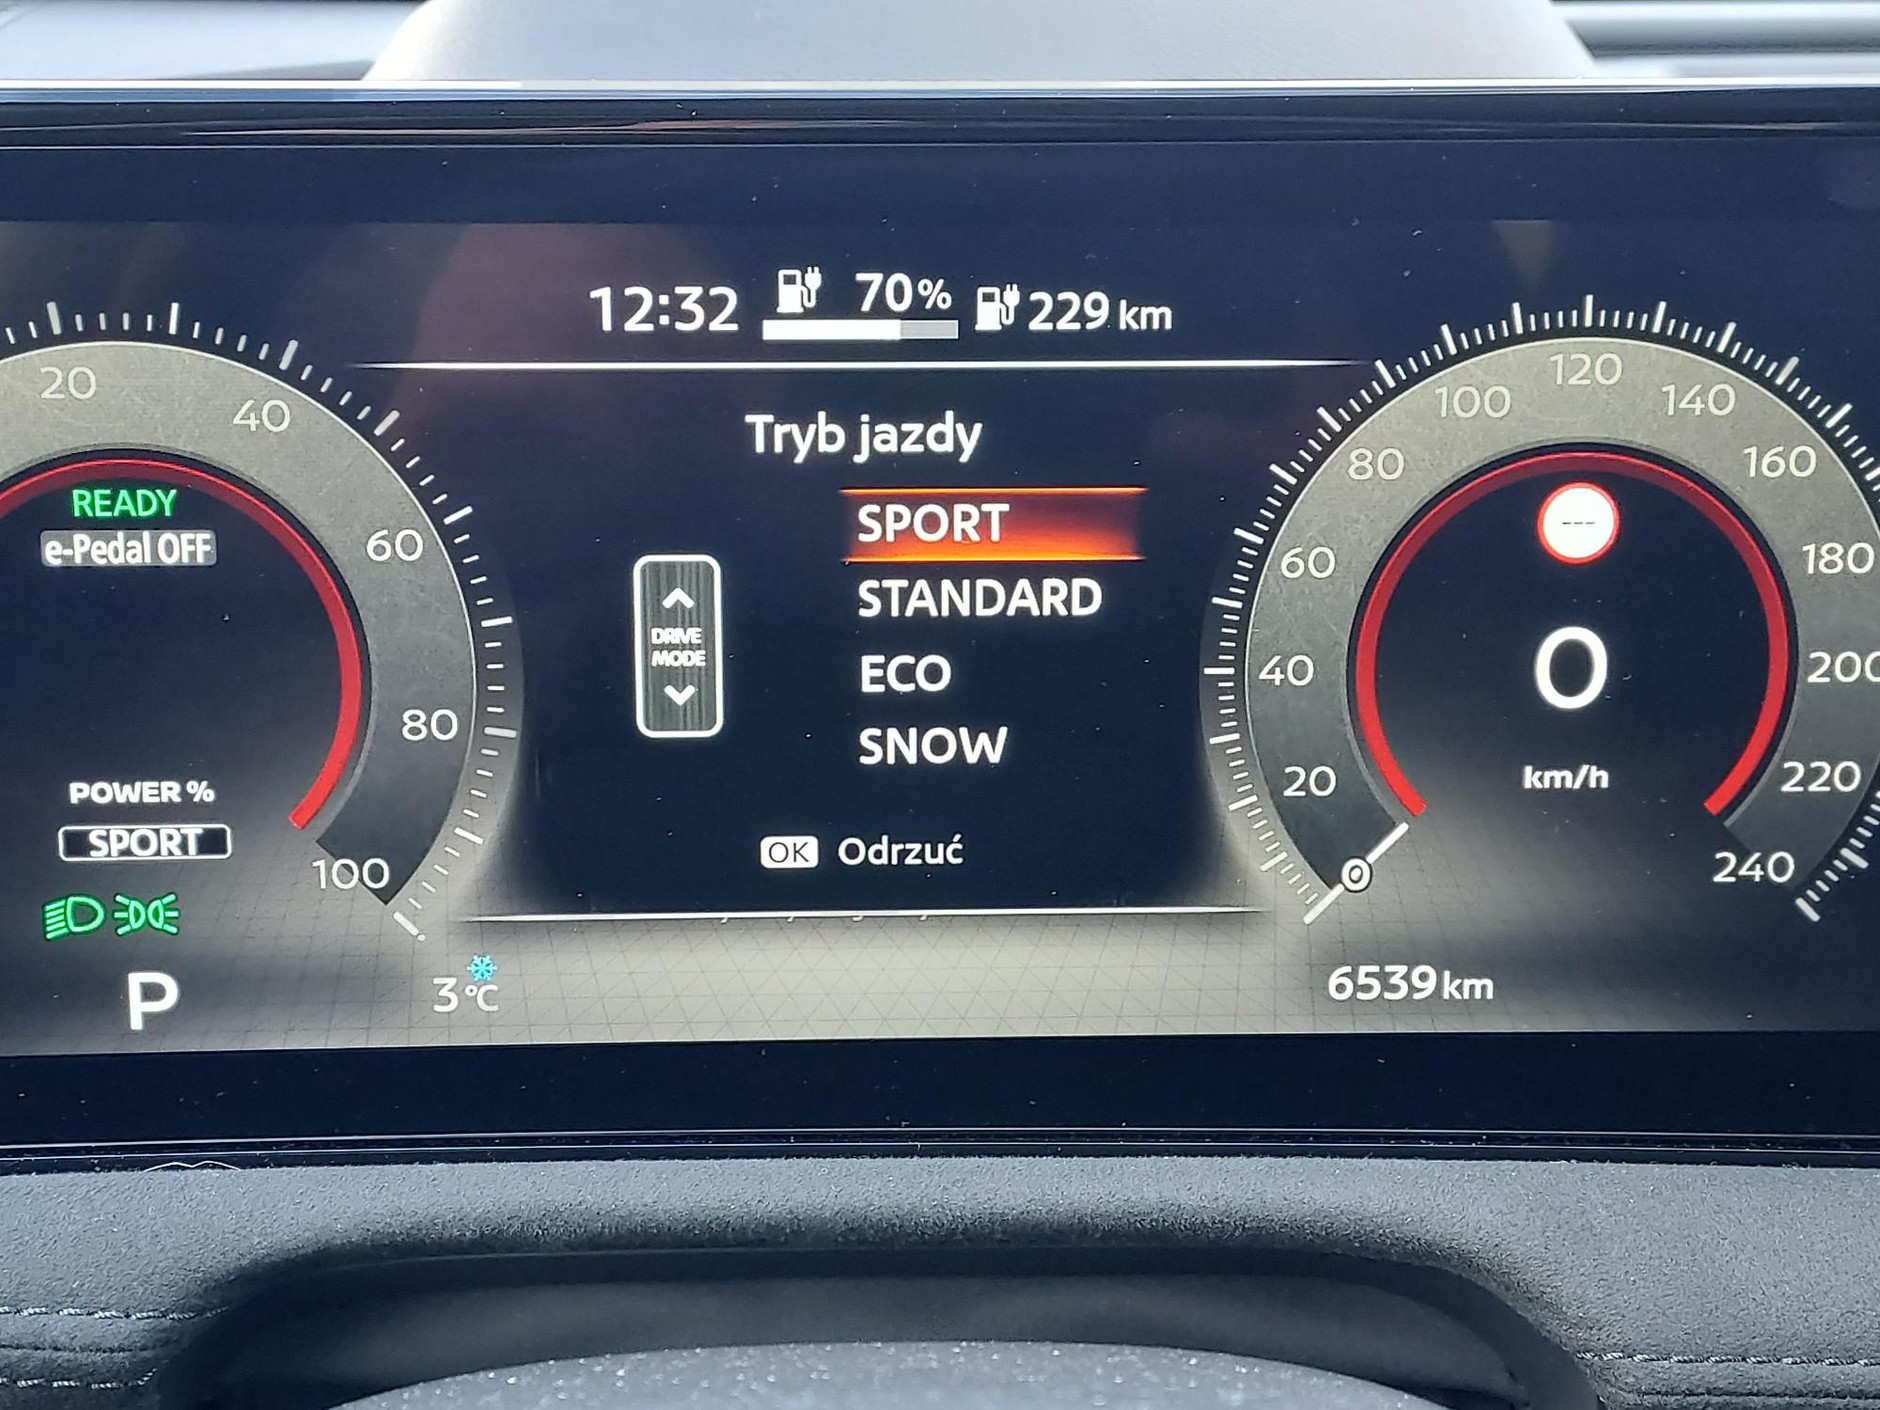 12:32 70% 229 km
Tryb jazdy
SPORT
STANDARD
ECO
SNOW
DRIVE
MODE
OK Odrzuć
20
40
60
80
100
READY
e-Pedal OFF
POWER %
SPORT
P
3 °C
0
20
40
60
80
100
120
140
160
180
200
220
240
---
0
km/h
6539 km